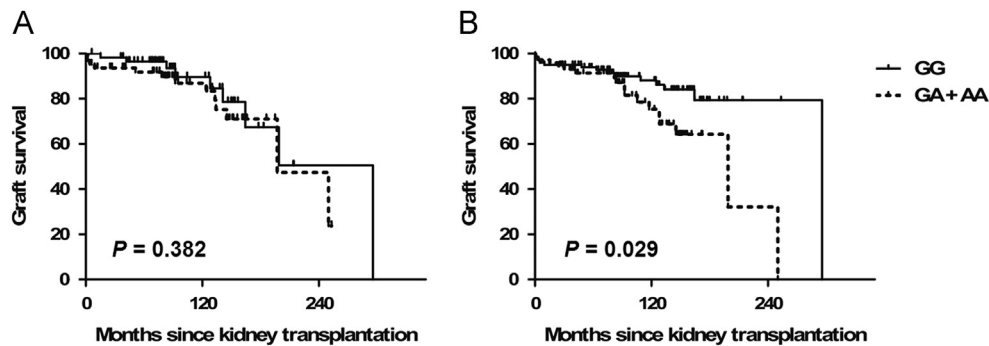 A
Graft survival
100
80
60
40
20
0
P = 0.382
0 120 240
Months since kidney transplantation
B
Graft survival
100
80
60
40
20
0
P = 0.029
0 120 240
Months since kidney transplantation
GG
GA+AA